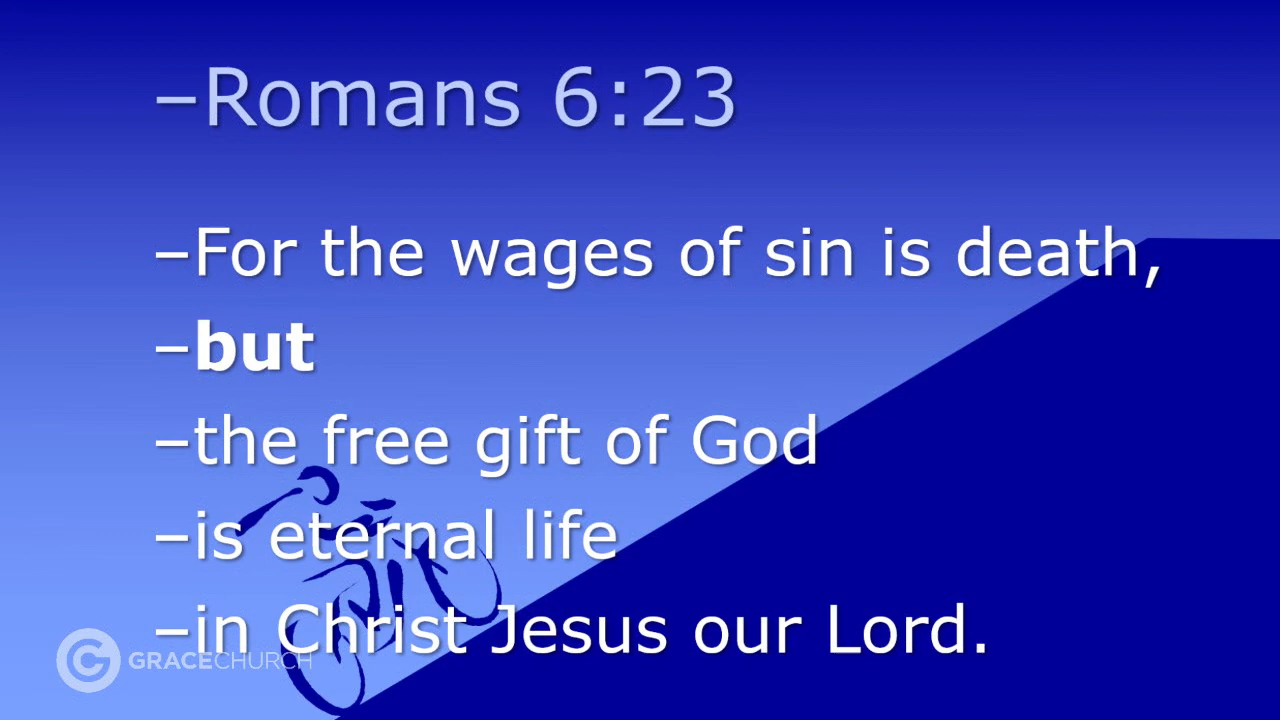 –Romans 6:23
–For the wages of sin is death,
–but
–the free gift of God
–is eternal life
–in Christ Jesus our Lord.
GRACECHURCH